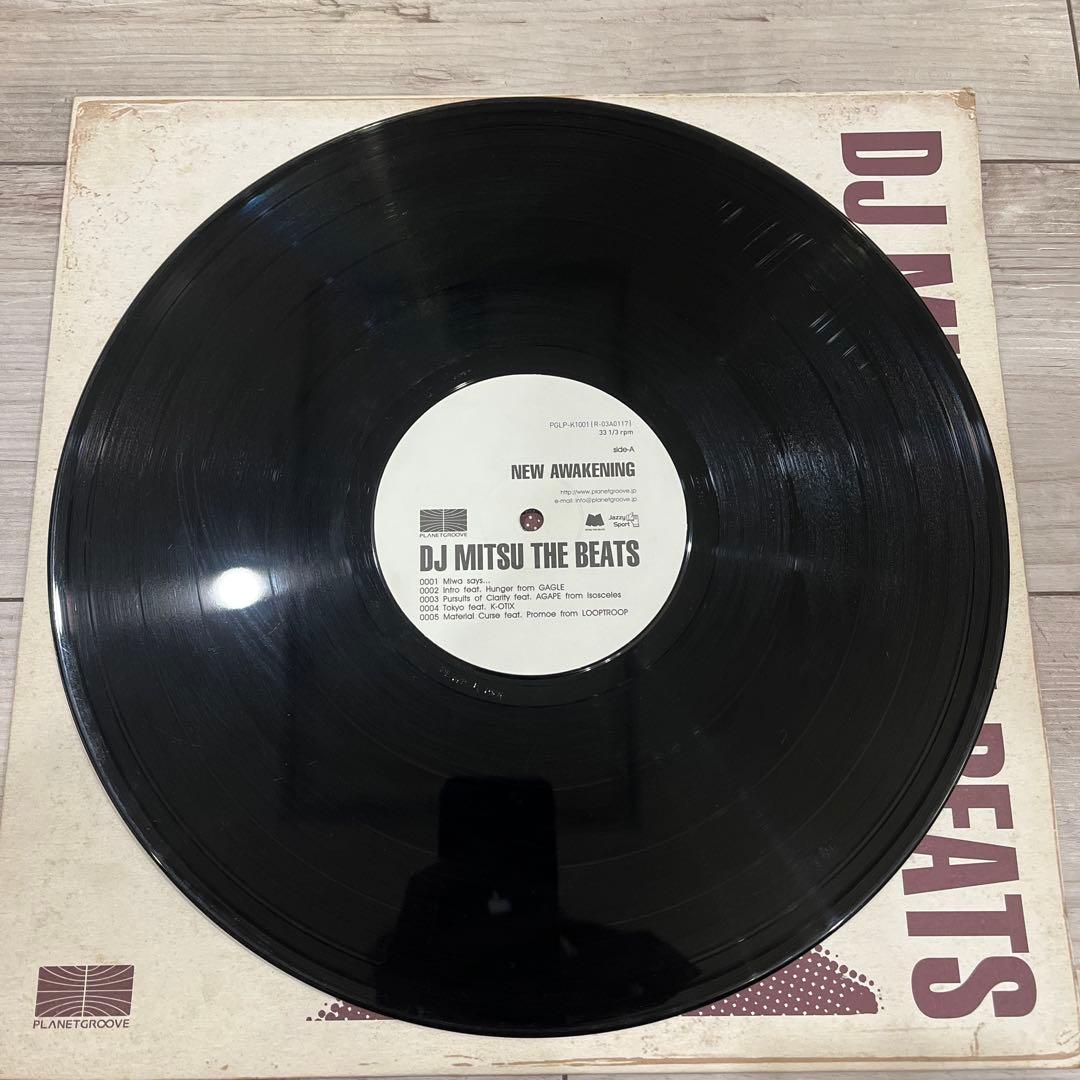 DJ
BEATS
PGLP-K1001 (R-03A0117)
33 1/3 rpm
side-A
NEW AWAKENING
http://www.planetgroove.jp
e-mail: info@planetgroove.jp
PLANETGROOVE
Jazzy
Sport
DJ MITSU THE BEATS
0001 Miwa says...
0002 Intro feat. Hunger from GAGLE
0003 Pursuits of Clarity feat. AGAPE from Isosceles
0004 Tokyo feat. K-OTIX
0005 Material Curse feat. Promoe from LOOPTROOP
PLANETGROOVE